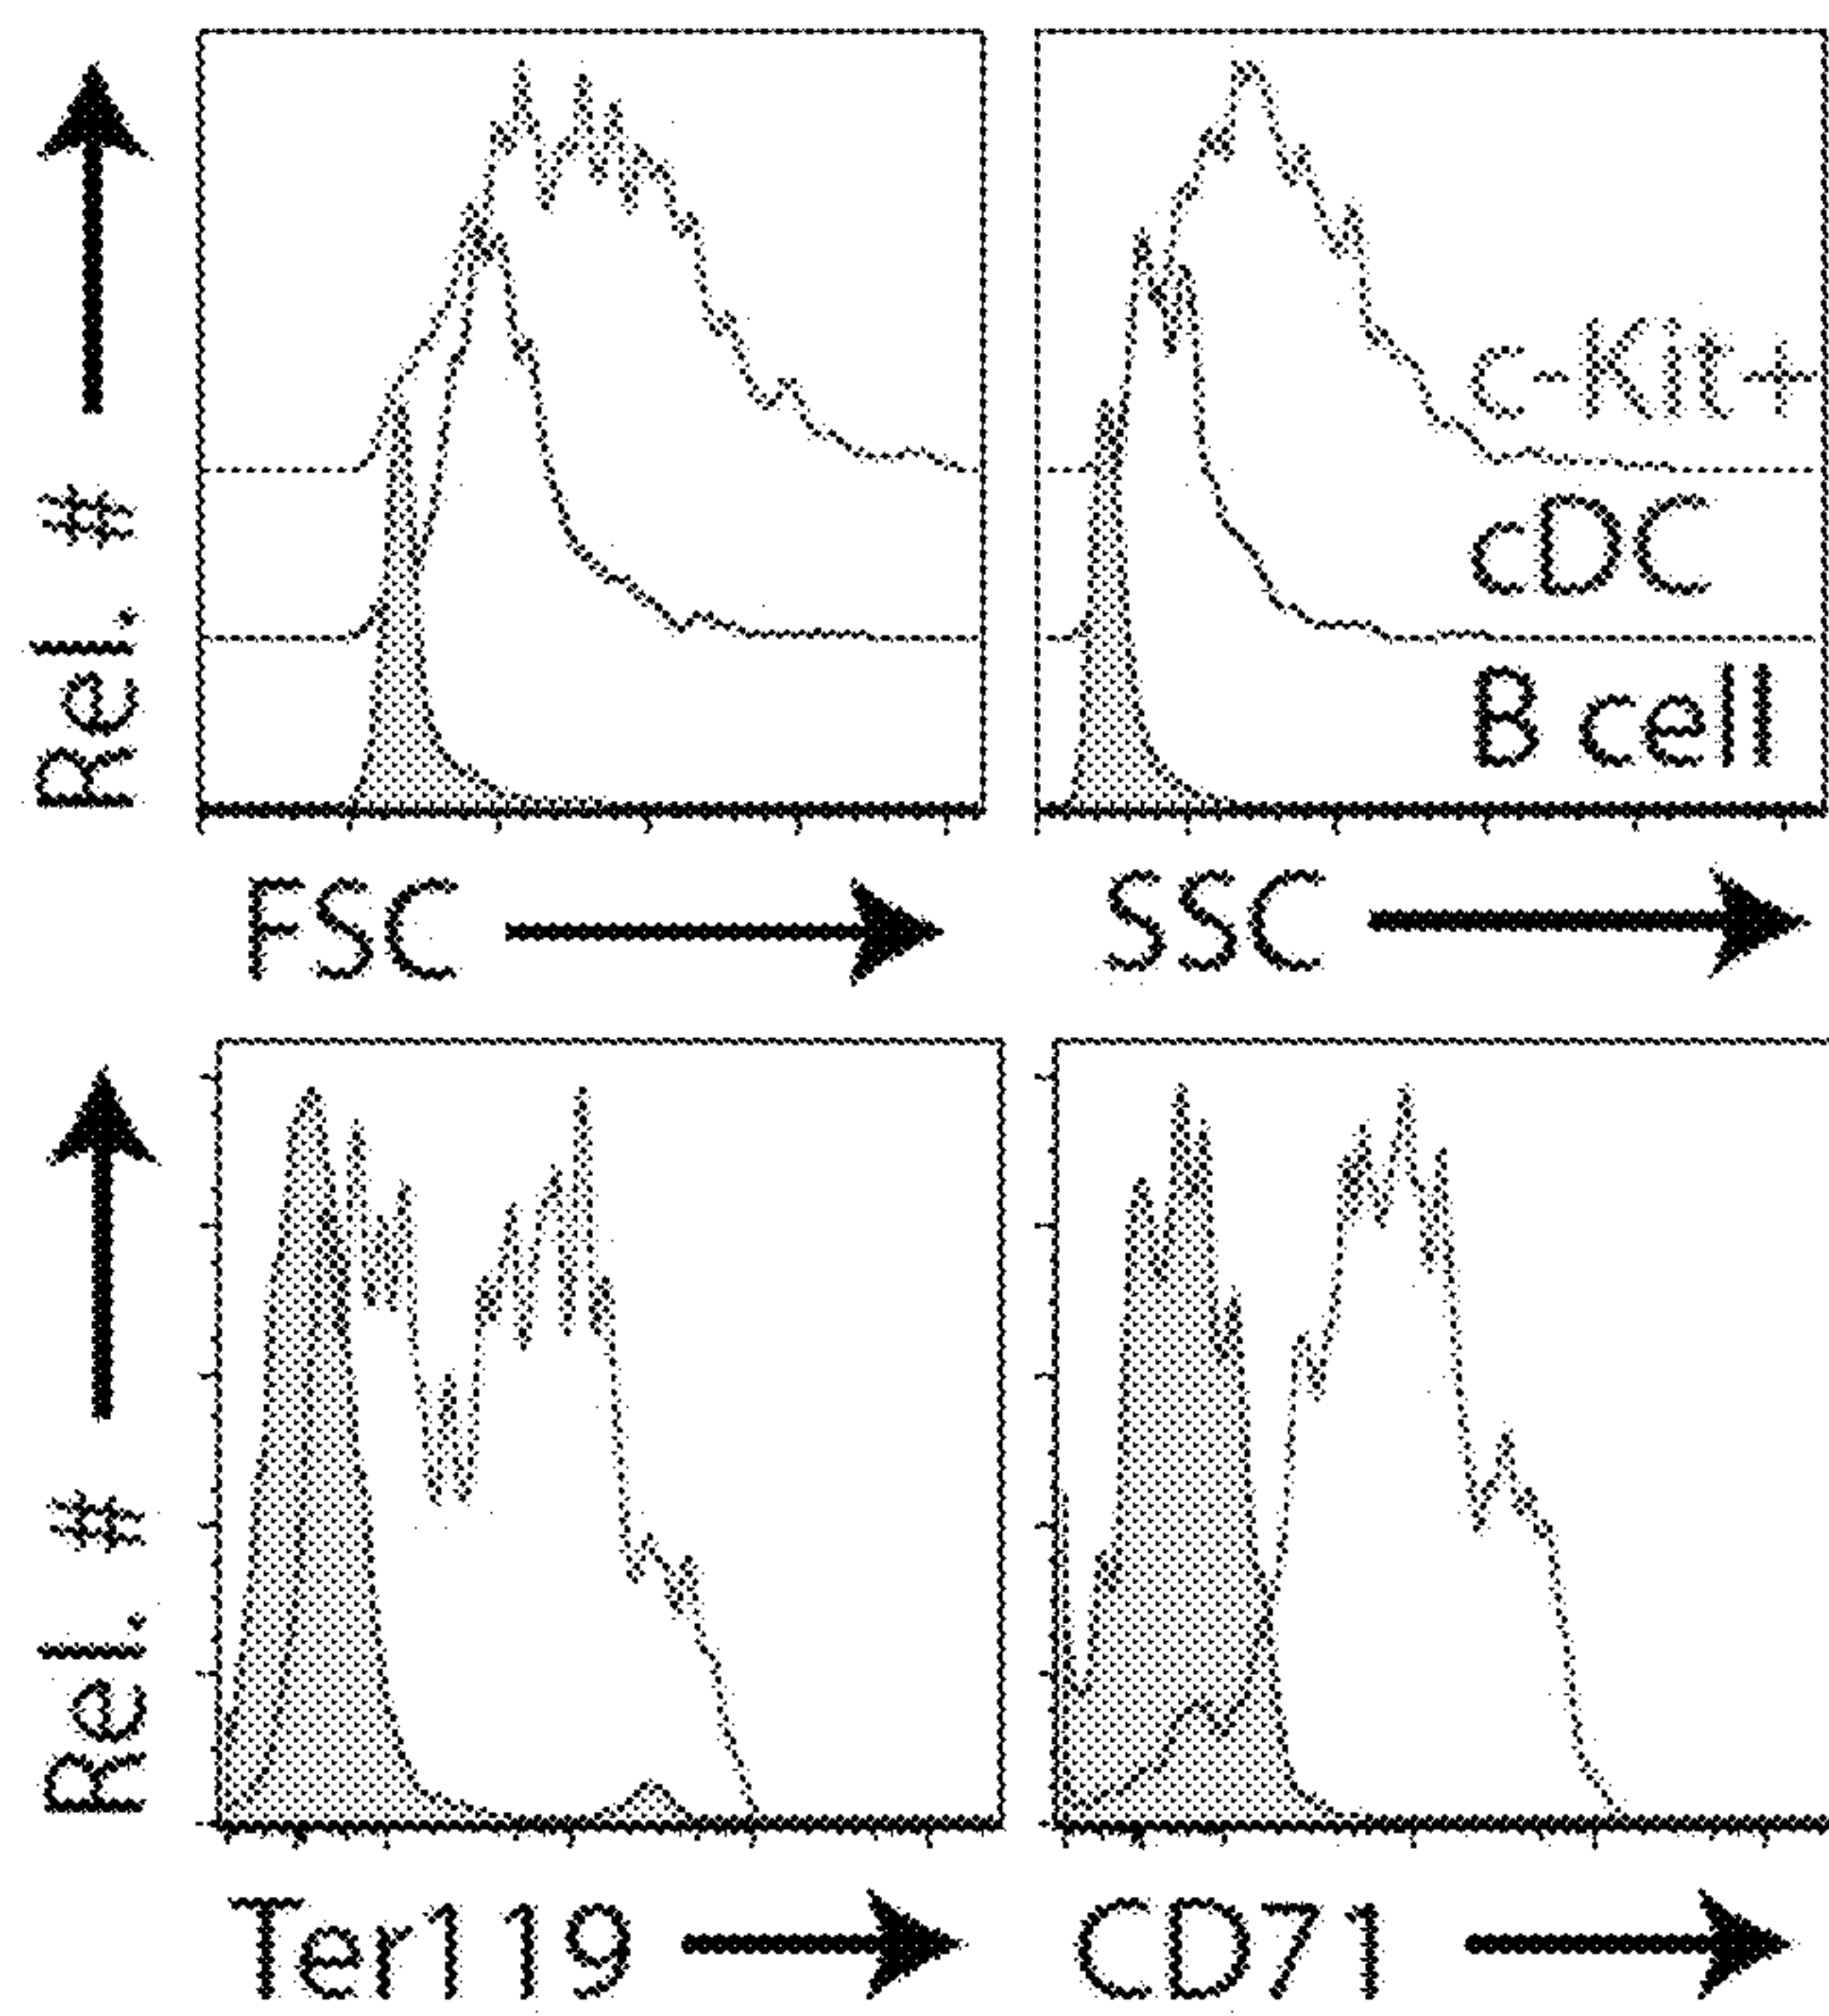 Rel. #
c-Kit+
cDC
B cell
FSC
SSC
Rel. #
Ter119
CD71